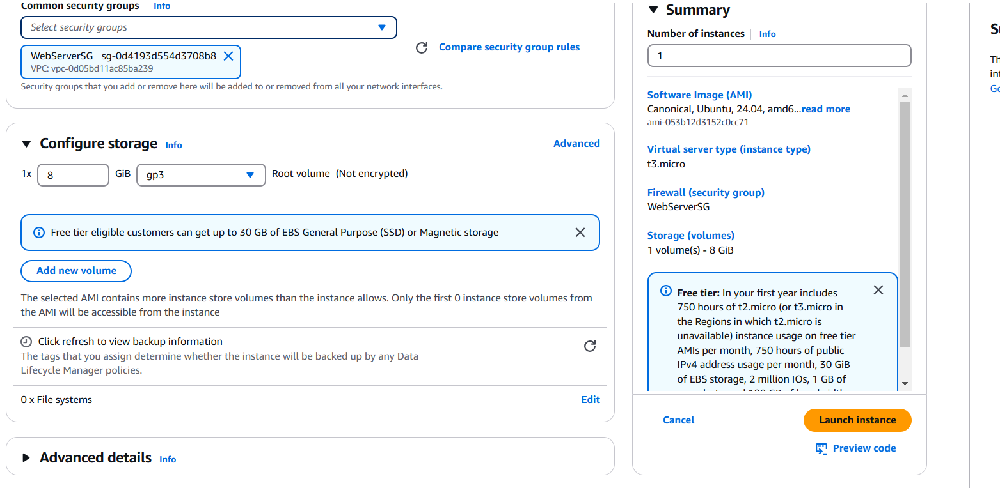 Common security groups Info
Select security groups
WebServerSG sg-0d4193d554d3708b8
VPC: vpc-0d05bd11ac85ba239
Compare security group rules
Security groups that you add or remove here will be added to or removed from all your network interfaces.
Configure storage Info
Advanced
1x 8 GiB gp3 Root volume (Not encrypted)
Free tier eligible customers can get up to 30 GB of EBS General Purpose (SSD) or Magnetic storage
Add new volume
The selected AMI contains more instance store volumes than the instance allows. Only the first 0 instance store volumes from
the AMI will be accessible from the instance
Click refresh to view backup information
The tags that you assign determine whether the instance will be backed up by any Data
Lifecycle Manager policies.
0 x File systems
Edit
Advanced details Info
Summary
Number of instances Info
1
Software Image (AMI)
Canonical, Ubuntu, 24.04, amd6...read more
ami-053b12d3152c0cc71
Virtual server type (instance type)
t3.micro
Firewall (security group)
WebServerSG
Storage (volumes)
1 volume(s) - 8 GiB
Free tier: In your first year includes
750 hours of t2.micro (or t3.micro in
the Regions in which t2.micro is
unavailable) instance usage on free tier
AMIs per month, 750 hours of public
IPv4 address usage per month, 30 GiB
of EBS storage, 2 million IOs, 1 GB of
Cancel
Launch instance
Preview code